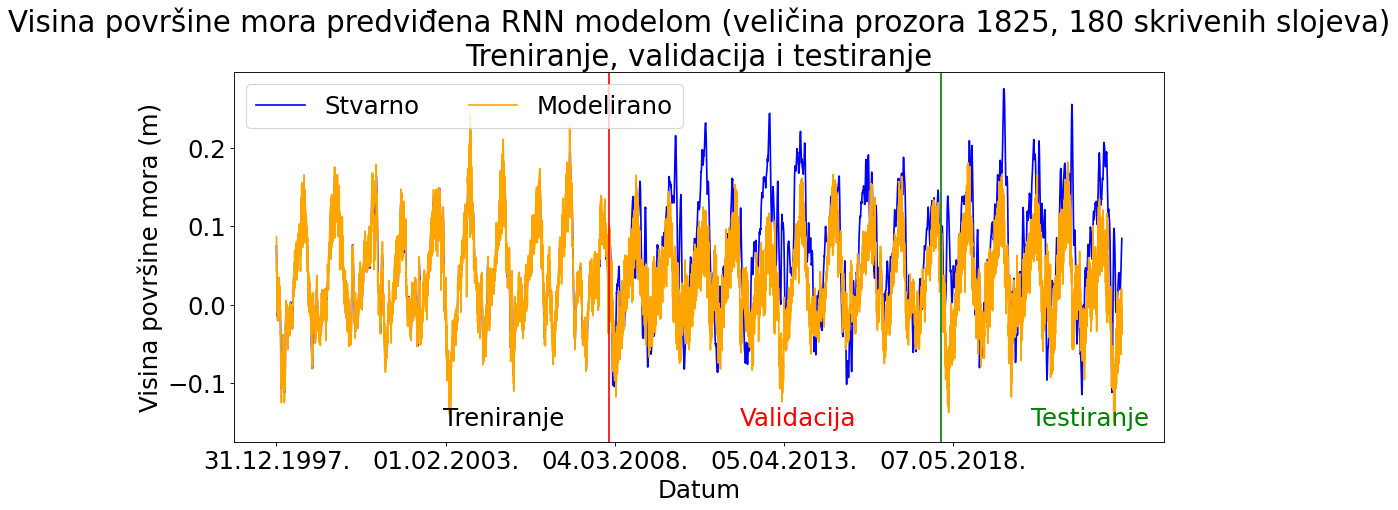 Visina površine mora predviđena RNN modelom (veličina prozora 1825, 180 skrivenih slojeva)
Treniranje, validacija i testiranje
Stvarno
Modelirano
Visina površine mora (m)
0.2
0.1
0.0
−0.1
Treniranje
Validacija
Testiranje
31.12.1997.
01.02.2003.
04.03.2008.
05.04.2013.
07.05.2018.
Datum